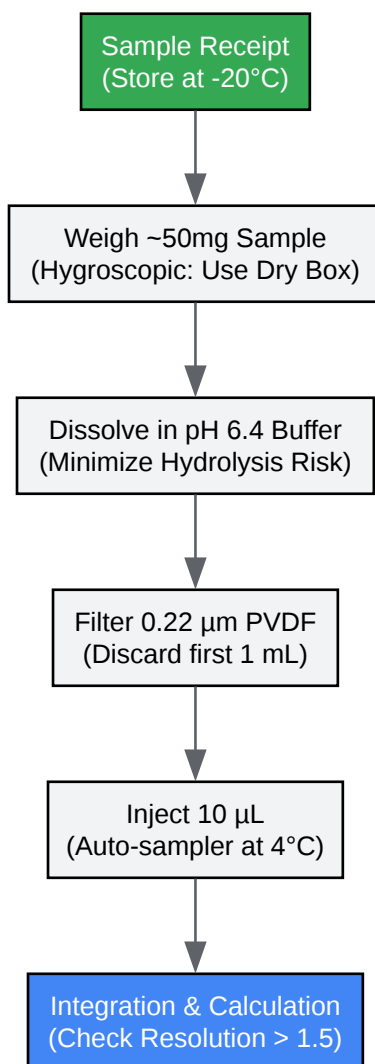 Sample Receipt
(Store at -20°C)
Weigh ~50mg Sample
(Hygroscopic: Use Dry Box)
Dissolve in pH 6.4 Buffer
(Minimize Hydrolysis Risk)
Filter 0.22 µm PVDF
(Discard first 1 mL)
Inject 10 µL
(Auto-sampler at 4°C)
Integration & Calculation
(Check Resolution > 1.5)